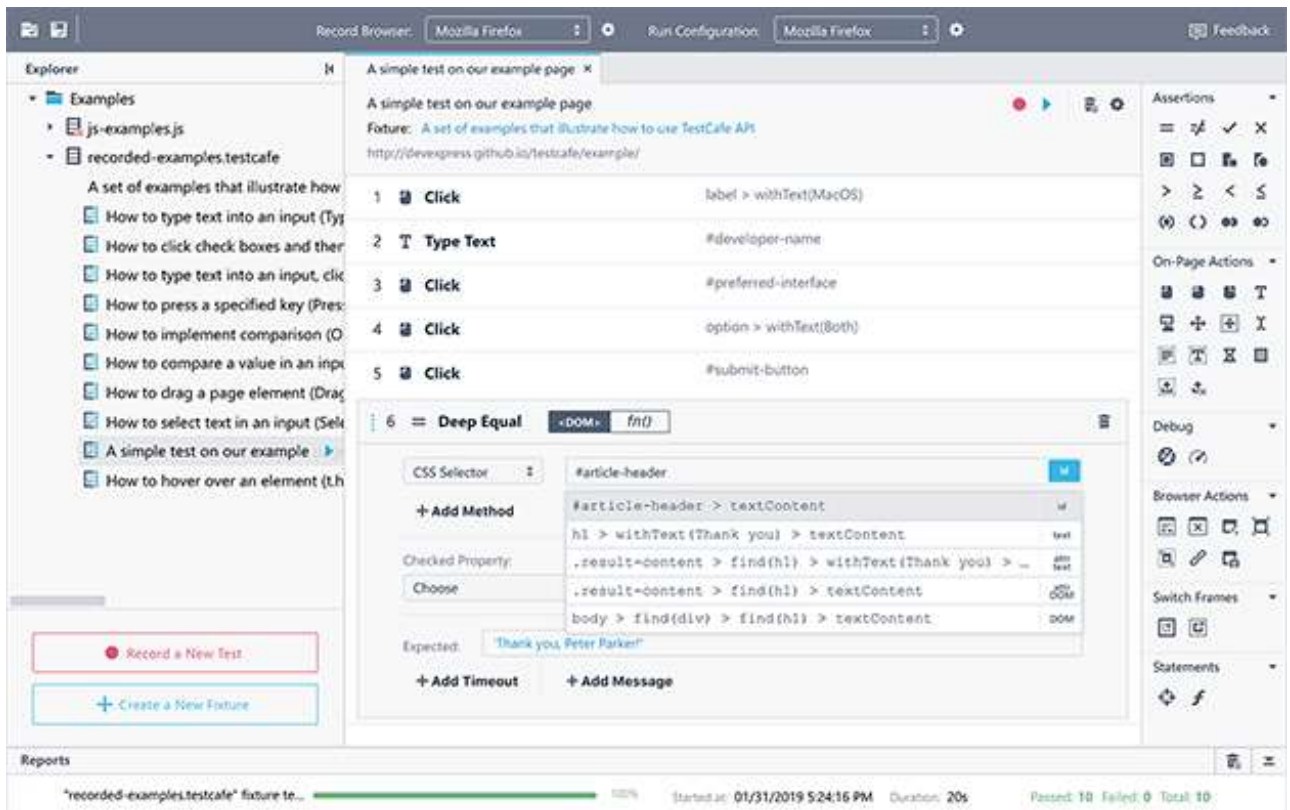 Record Browser: Mozilla Firefox Run Configuration: Mozilla Firefox Feedback
Explorer
Examples
js-examples.js
recorded-examples.testcafe
A set of examples that illustrate how
How to type text into an input (Typ
How to click check boxes and then
How to type text into an input, clic
How to press a specified key (Press
How to implement comparison (O
How to compare a value in an inpu
How to drag a page element (Drag
How to select text in an input (Sele
A simple test on our example
How to hover over an element (t.h
Record a New Test
Create a New Fixture
A simple test on our example page ×
A simple test on our example page
Fixture: A set of examples that illustrate how to use TestCafe API
http://devexpress.github.io/testcafe/example/
1 Click label > withText(MacOS)
2 T Type Text #developer-name
3 Click #preferred-interface
4 Click option > withText(Both)
5 Click #submit-button
6 = Deep Equal <DOM> fn()
CSS Selector #article-header id
+ Add Method
#article-header > textContent id
h1 > withText(Thank you) > textContent text
.result-content > find(h1) > withText(Thank you) > … attr text
.result-content > find(h1) > textContent attr DOM
body > find(div) > find(h1) > textContent DOM
Checked Property:
Choose
Expected: "Thank you, Peter Parker!"
+ Add Timeout + Add Message
Assertions
On-Page Actions
Debug
Browser Actions
Switch Frames
Statements
Reports
"recorded-examples.testcafe" fixture te... 100% Started at: 01/31/2019 5:24:16 PM Duration: 20s Passed: 10 Failed: 0 Total: 10